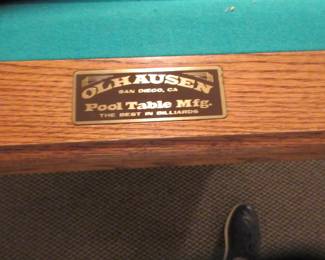 OLHAUSEN
SAN DIEGO, CA
Pool Table Mfg.
THE BEST IN BILLIARDS